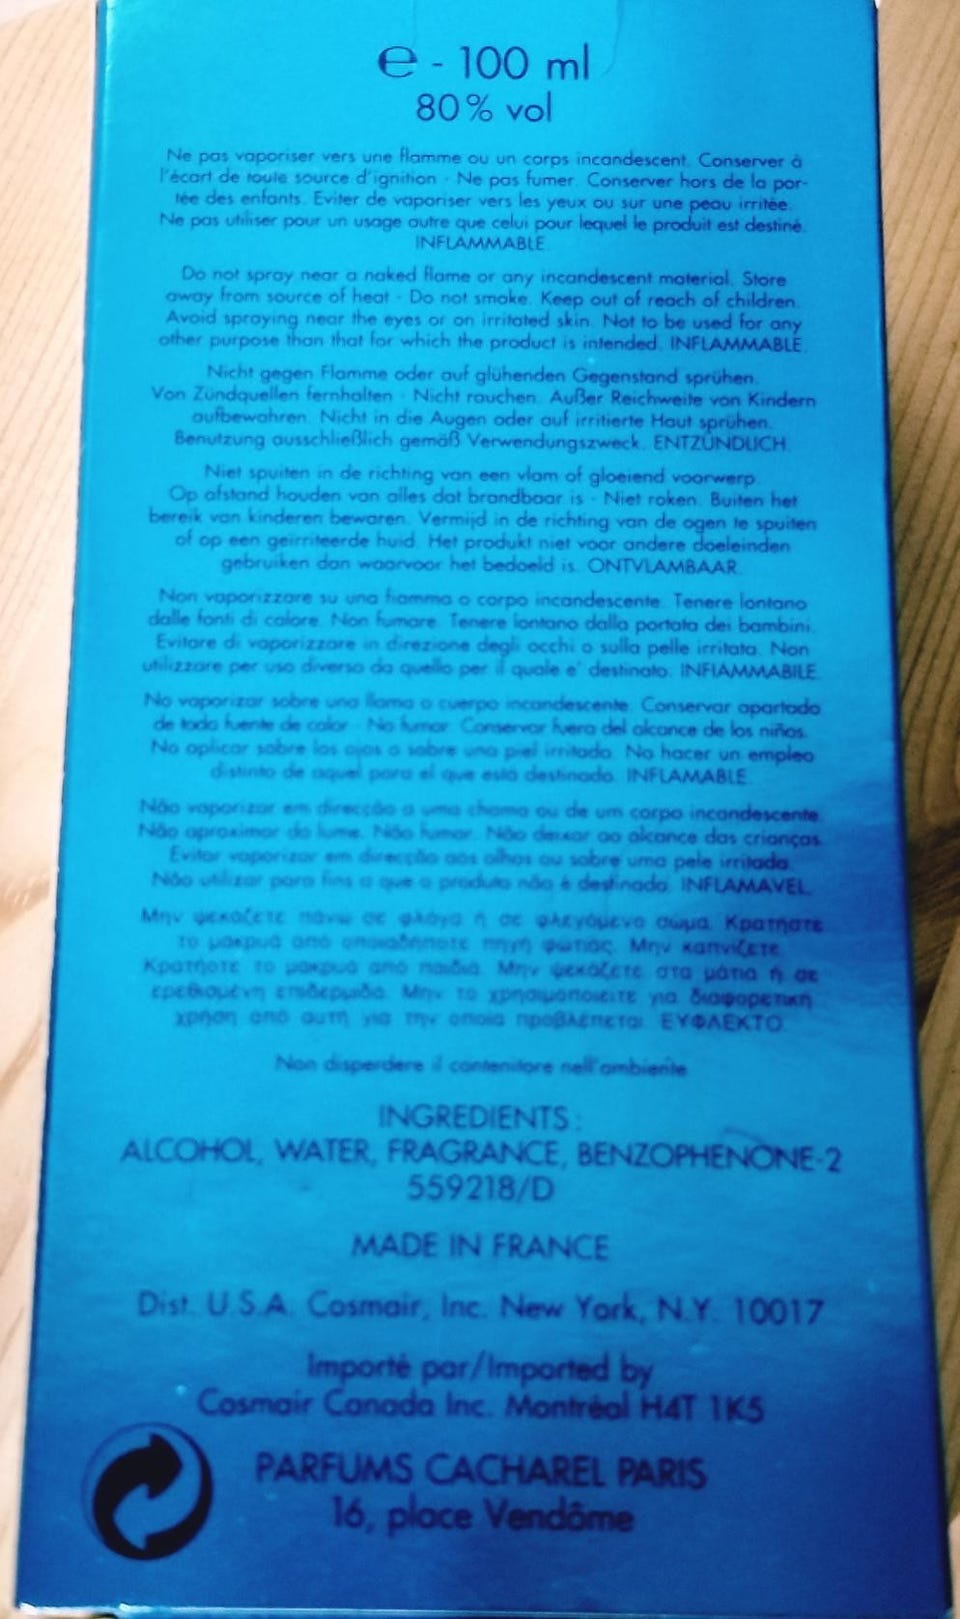 ℮ - 100 ml
80% vol
Ne pas vaporiser vers une flamme ou un corps incandescent. Conserver à
l'écart de toute source d'ignition - Ne pas fumer. Conserver hors de la por-
tée des enfants. Eviter de vaporiser vers les yeux ou sur une peau irritée.
Ne pas utiliser pour un usage autre que celui pour lequel le produit est destiné.
INFLAMMABLE.
Do not spray near a naked flame or any incandescent material. Store
away from source of heat - Do not smoke. Keep out of reach of children.
Avoid spraying near the eyes or on irritated skin. Not to be used for any
other purpose than that for which the product is intended. INFLAMMABLE.
Nicht gegen Flamme oder auf glühenden Gegenstand sprühen.
Von Zündquellen fernhalten - Nicht rauchen. Außer Reichweite von Kindern
aufbewahren. Nicht in die Augen oder auf irritierte Haut sprühen.
Benutzung ausschließlich gemäß Verwendungszweck. ENTZÜNDLICH.
Niet spuiten in de richting van een vlam of gloeiend voorwerp.
Op afstand houden van alles dat brandbaar is - Niet roken. Buiten het
bereik van kinderen bewaren. Vermijd in de richting van de ogen te spuiten
of op een geïrriteerde huid. Het produkt niet voor andere doeleinden
gebruiken dan waarvoor het bedoeld is. ONTVLAMBAAR.
Non vaporizzare su una fiamma o corpo incandescente. Tenere lontano
dalle fonti di calore. Non fumare. Tenere lontano dalla portata dei bambini.
Evitare di vaporizzare in direzione degli occhi o sulla pelle irritata. Non
utilizzare per uso diverso da quello per il quale e' destinato. INFIAMMABILE.
No vaporizar sobre una llama o cuerpo incandescente. Conservar apartado
de toda fuente de calor - No fumar. Conservar fuera del alcance de los niños.
No aplicar sobre los ojos o sobre una piel irritada. No hacer un empleo
distinto de aquel para el que está destinado. INFLAMABLE.
Não vaporizar em direcção a uma chama ou de um corpo incandescente.
Não aproximar do lume. Não fumar. Não deixar ao alcance das crianças.
Evitar vaporizar em direcção aos olhos ou sobre uma pele irritada.
Não utilizar para fins a que o produto não é destinado. INFLAMAVEL.
Μην ψεκάζετε πάνω σε φλόγα ή σε φλεγόμενο σώμα. Κρατήστε
το μακρυά από οποιαδήποτε πηγή φωτιάς. Μην καπνίζετε.
Κρατήστε το μακρυά από παιδιά. Μην ψεκάζετε στα μάτια ή σε
ερεθισμένη επιδερμίδα. Μην το χρησιμοποιείτε για διαφορετική
χρήση από αυτή για την οποία προβλέπεται. ΕΥΦΛΕΚΤΟ.
Non disperdere il contenitore nell'ambiente
INGREDIENTS :
ALCOHOL, WATER, FRAGRANCE, BENZOPHENONE-2
559218/D
MADE IN FRANCE
Dist. U.S.A. Cosmair, Inc. New York, N.Y. 10017
Importé par/Imported by
Cosmair Canada Inc. Montréal H4T 1K5
PARFUMS CACHAREL PARIS
16, place Vendôme